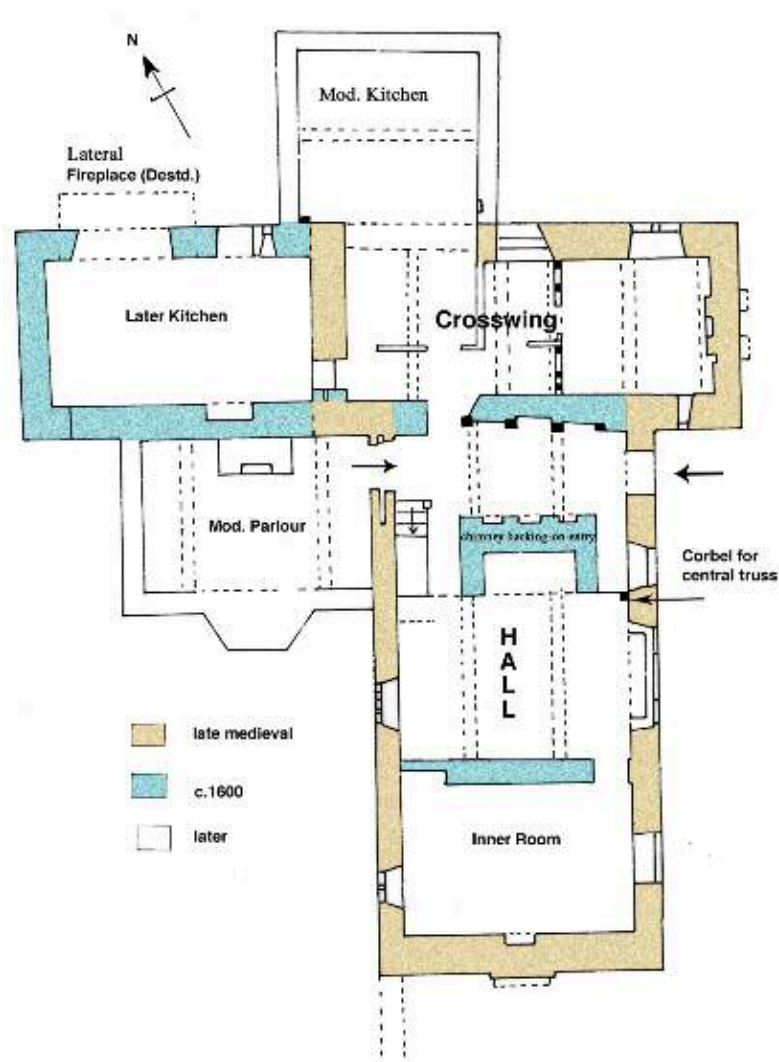 N
Mod. Kitchen
Lateral
Fireplace (Destd.)
Later Kitchen
Crosswing
Mod. Parlour
chimney backing-on-entry
Corbel for
central truss
H
A
L
L
late medieval
c.1600
later
Inner Room